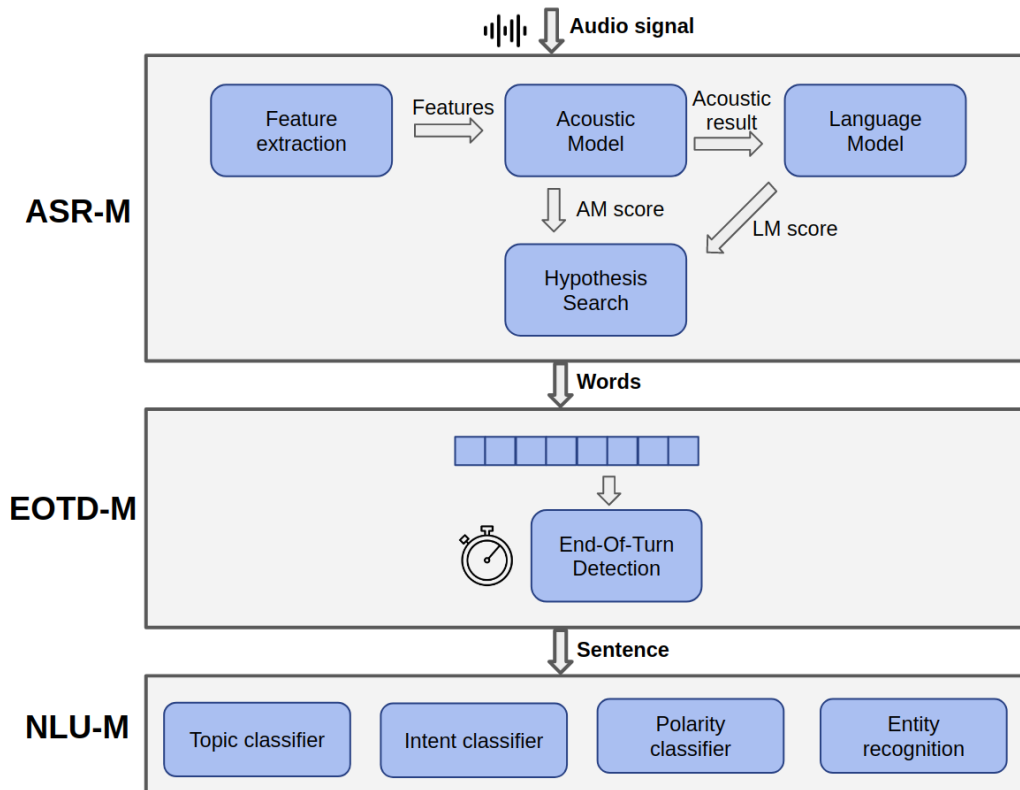 Audio signal
ASR-M
Feature
extraction
Features
Acoustic
Model
Acoustic
result
Language
Model
AM score
LM score
Hypothesis
Search
Words
EOTD-M
End-Of-Turn
Detection
Sentence
NLU-M
Topic classifier
Intent classifier
Polarity
classifier
Entity
recognition